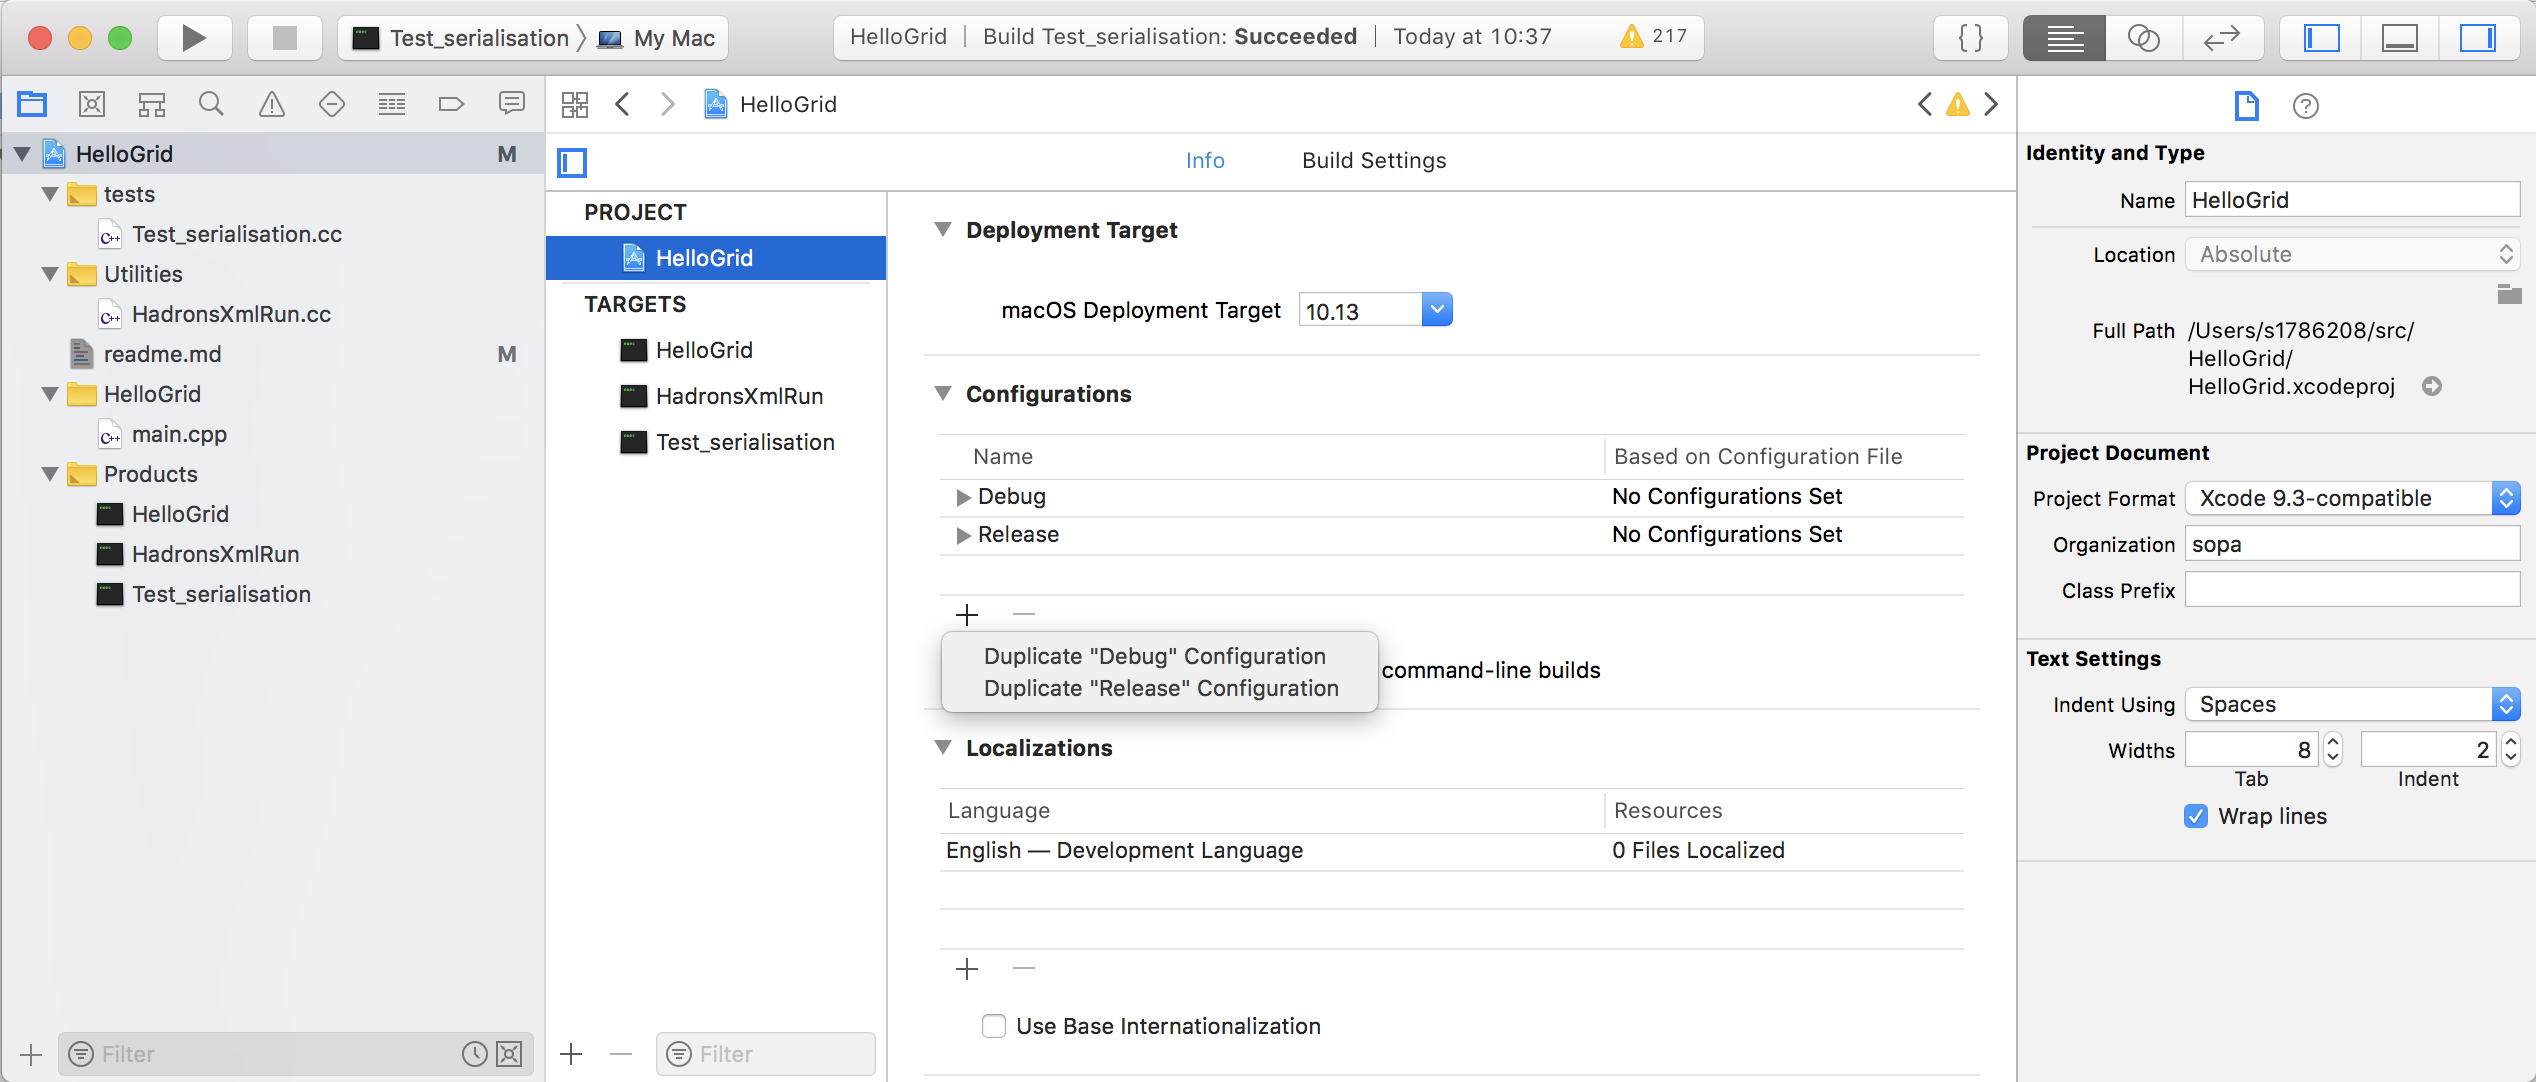 Test_serialisation
My Mac
HelloGrid
Build Test_serialisation: Succeeded
Today at 10:37
217
{ }
HelloGrid
M
tests
Test_serialisation.cc
Utilities
HadronsXmlRun.cc
readme.md
M
HelloGrid
main.cpp
Products
HelloGrid
HadronsXmlRun
Test_serialisation
Filter
HelloGrid
Info
Build Settings
PROJECT
HelloGrid
TARGETS
HelloGrid
HadronsXmlRun
Test_serialisation
Filter
Deployment Target
macOS Deployment Target
10.13
Configurations
Name
Based on Configuration File
Debug
No Configurations Set
Release
No Configurations Set
Duplicate "Debug" Configuration
Duplicate "Release" Configuration
command-line builds
Localizations
Language
Resources
English — Development Language
0 Files Localized
Use Base Internationalization
Identity and Type
Name
HelloGrid
Location
Absolute
Full Path
/Users/s1786208/src/
HelloGrid/
HelloGrid.xcodeproj
Project Document
Project Format
Xcode 9.3-compatible
Organization
sopa
Class Prefix
Text Settings
Indent Using
Spaces
Widths
8
2
Tab
Indent
Wrap lines